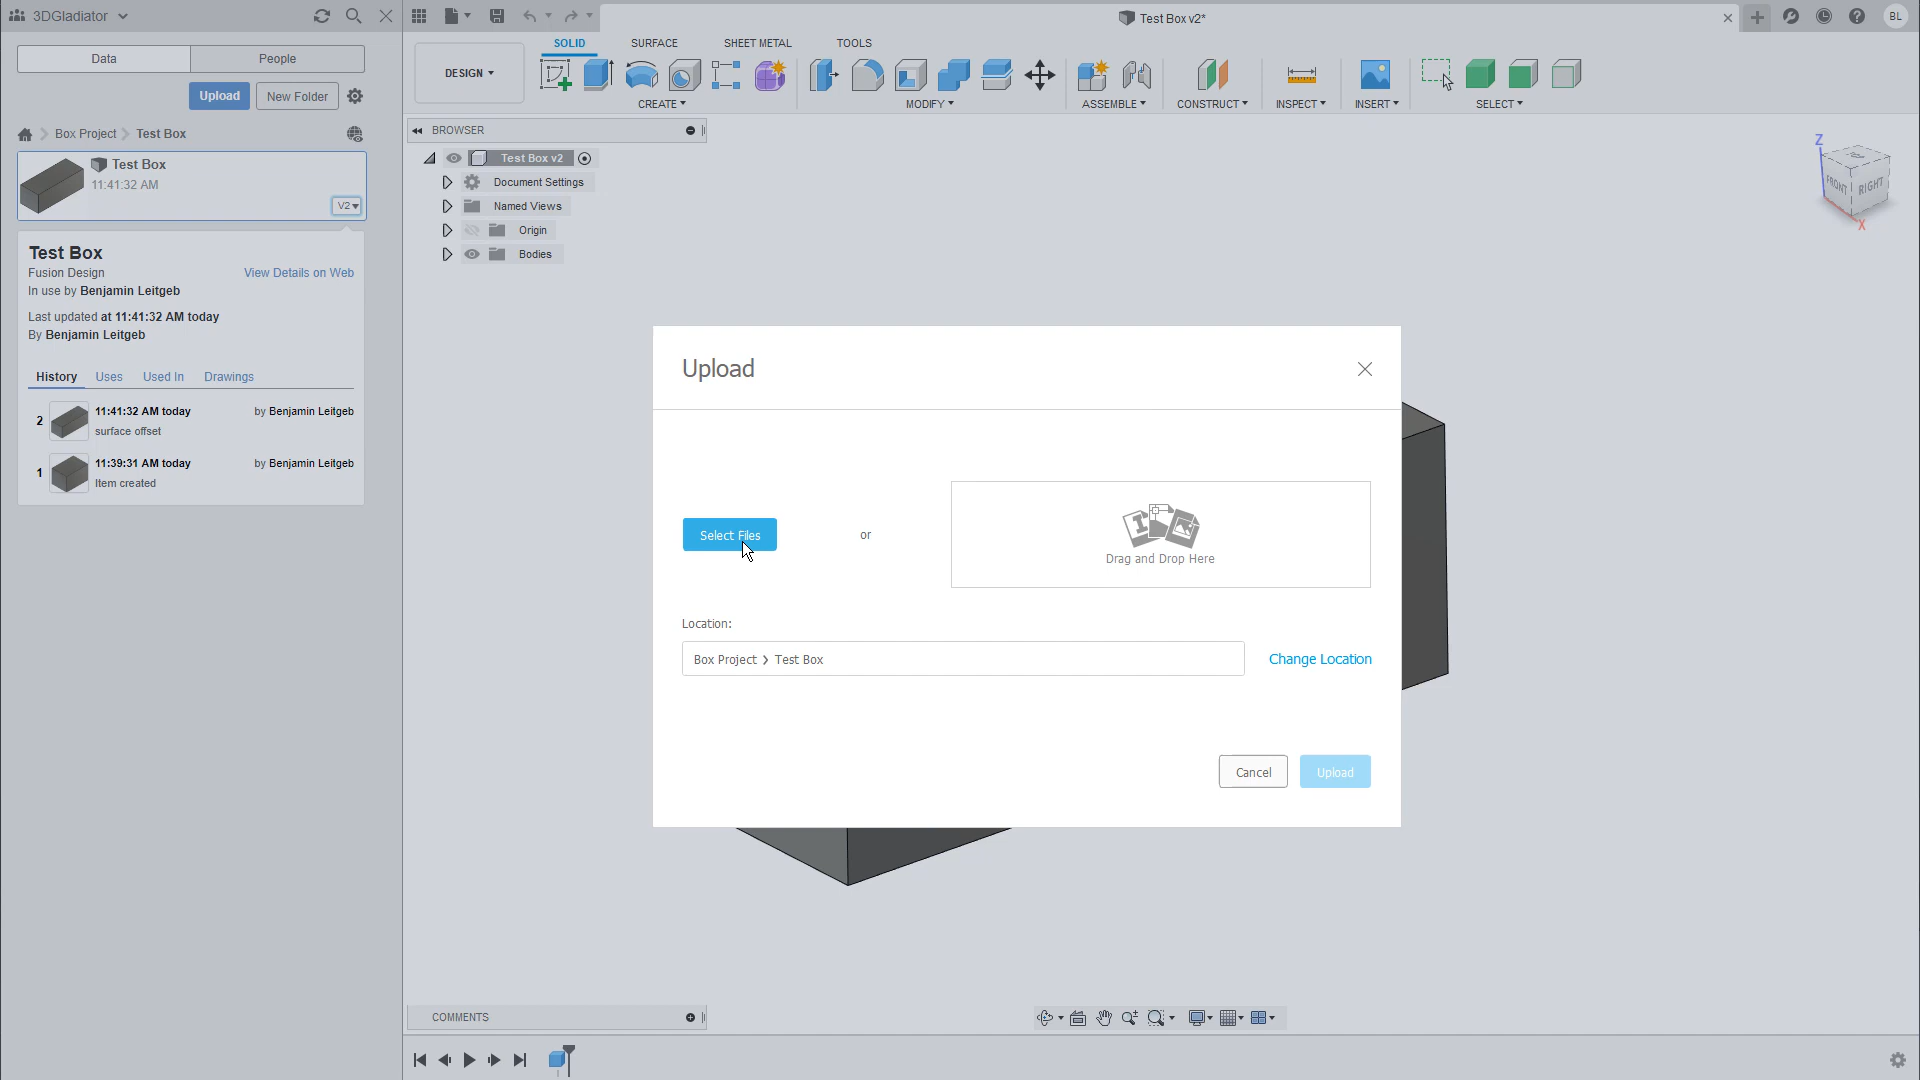 3DGladiator
Test Box v2*
BL
Data
People
Upload
New Folder
Box Project
Test Box
Test Box
11:41:32 AM
V2
Test Box
Fusion Design
View Details on Web
In use by Benjamin Leitgeb
Last updated at 11:41:32 AM today
By Benjamin Leitgeb
History
Uses
Used In
Drawings
2
11:41:32 AM today
by Benjamin Leitgeb
surface offset
1
11:39:31 AM today
by Benjamin Leitgeb
Item created
DESIGN
SOLID
SURFACE
SHEET METAL
TOOLS
CREATE
MODIFY
ASSEMBLE
CONSTRUCT
INSPECT
INSERT
SELECT
BROWSER
Test Box v2
Document Settings
Named Views
Origin
Bodies
Z
FRONT
RIGHT
X
Upload
Select Files
or
Drag and Drop Here
Location:
Box Project
Test Box
Change Location
Cancel
Upload
COMMENTS